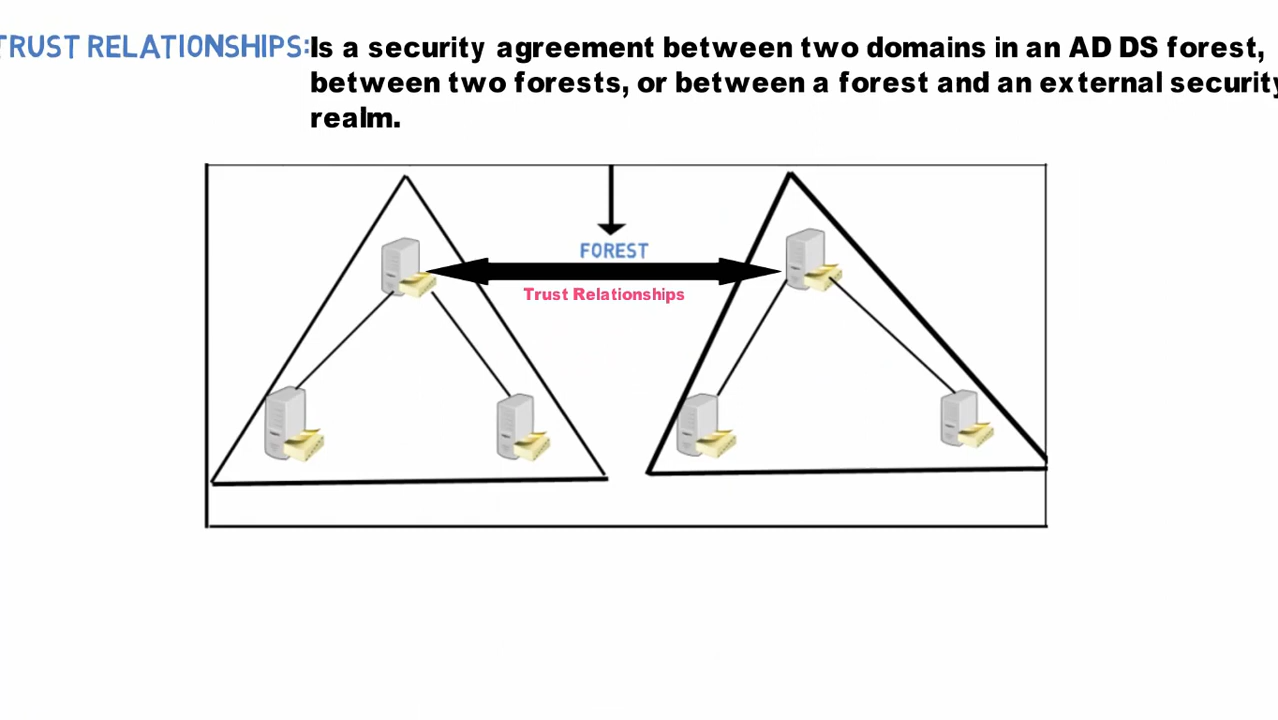 TRUST RELATIONSHIPS: Is a security agreement between two domains in an AD DS forest,
between two forests, or between a forest and an external security
realm.
FOREST
Trust Relationships